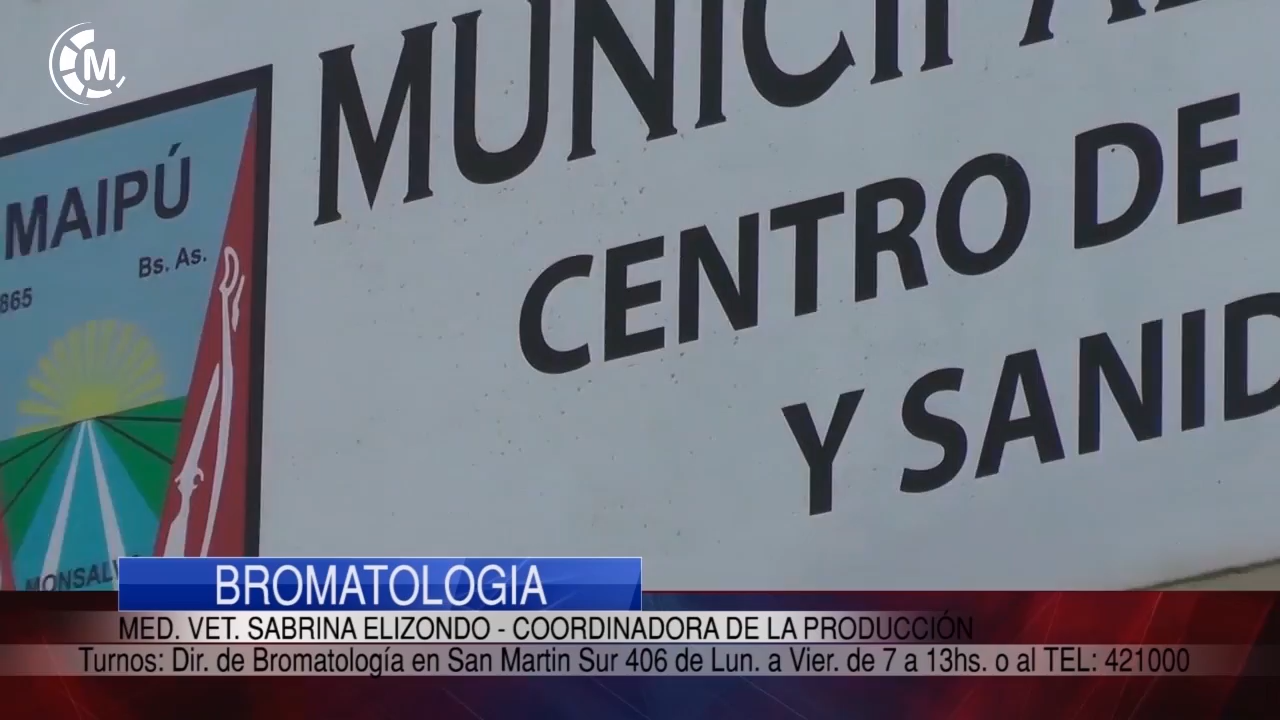 M
MUNICIPAL
CENTRO DE
Y SANID
MAIPÚ
Bs. As.
865
BROMATOLOGIA
MED. VET. SABRINA ELIZONDO - COORDINADORA DE LA PRODUCCIÓN
Turnos: Dir. de Bromatología en San Martin Sur 406 de Lun. a Vier. de 7 a 13hs. o al TEL: 421000